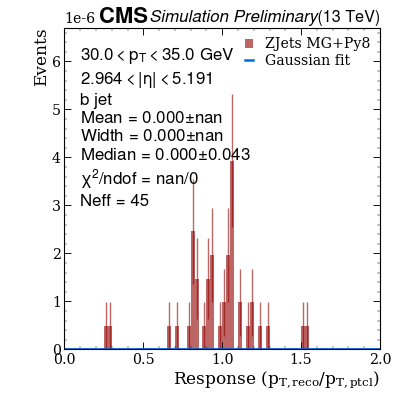 1e-6 CMS Simulation Preliminary (13 TeV)
Events
ZJets MG+Py8
Gaussian fit
30.0 < p_T < 35.0 GeV
2.964 < |η| < 5.191
b jet
Mean = 0.000±nan
Width = 0.000±nan
Median = 0.000±0.043
χ²/ndof = nan/0
Neff = 45
6
5
4
3
2
1
0
0.0 0.5 1.0 1.5 2.0
Response (p_T,reco/p_T,ptcl)